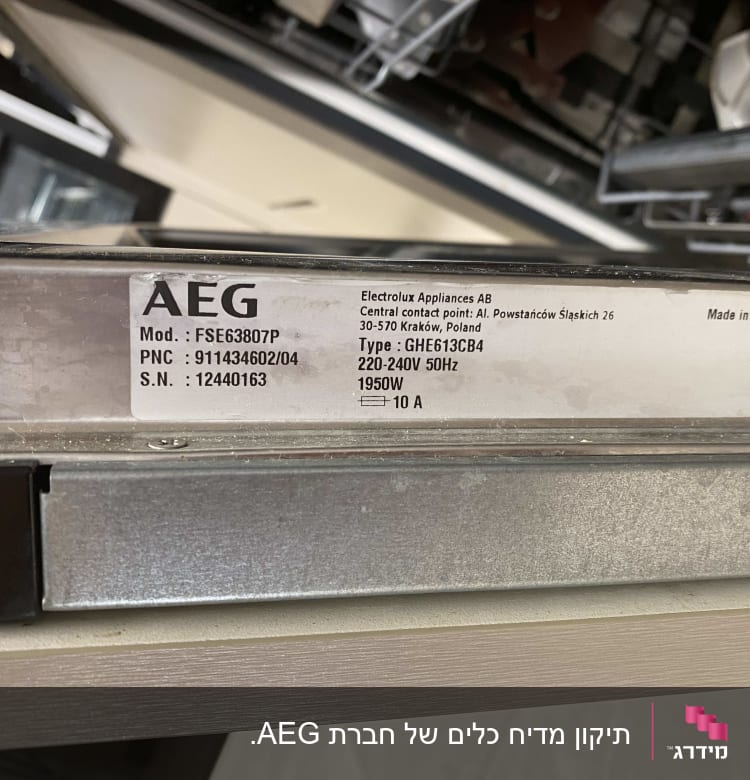 AEG
Mod. : FSE63807P
PNC : 911434602/04
S.N. : 12440163
Electrolux Appliances AB
Central contact point: Al. Powstańców Śląskich 26
30-570 Kraków, Poland
Type : GHE613CB4
220-240V 50Hz
1950W
10 A
Made in
תיקון מדיח כלים של חברת AEG.
מידרג™